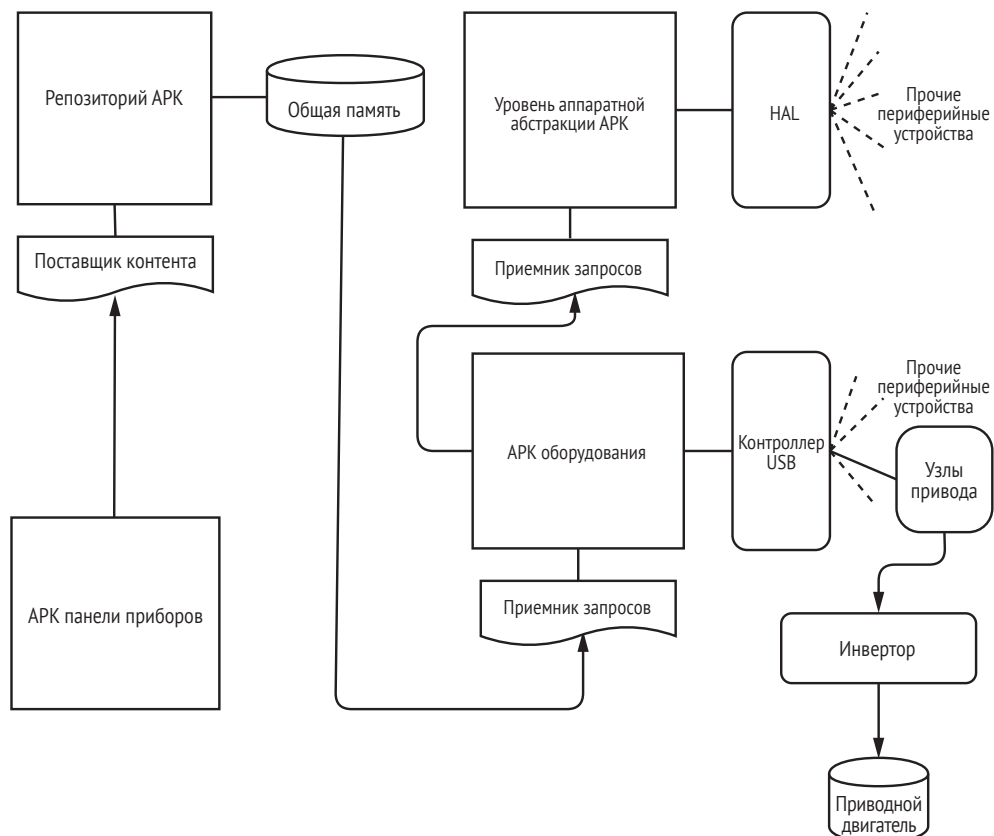 Репозиторий АРК
Общая память
Уровень аппаратной
абстракции АРК
HAL
Прочие
периферийные
устройства
Поставщик контента
Приемник запросов
АРК оборудования
Контроллер
USB
Прочие
периферийные
устройства
Узлы
привода
АРК панели приборов
Приемник запросов
Инвертор
Приводной
двигатель